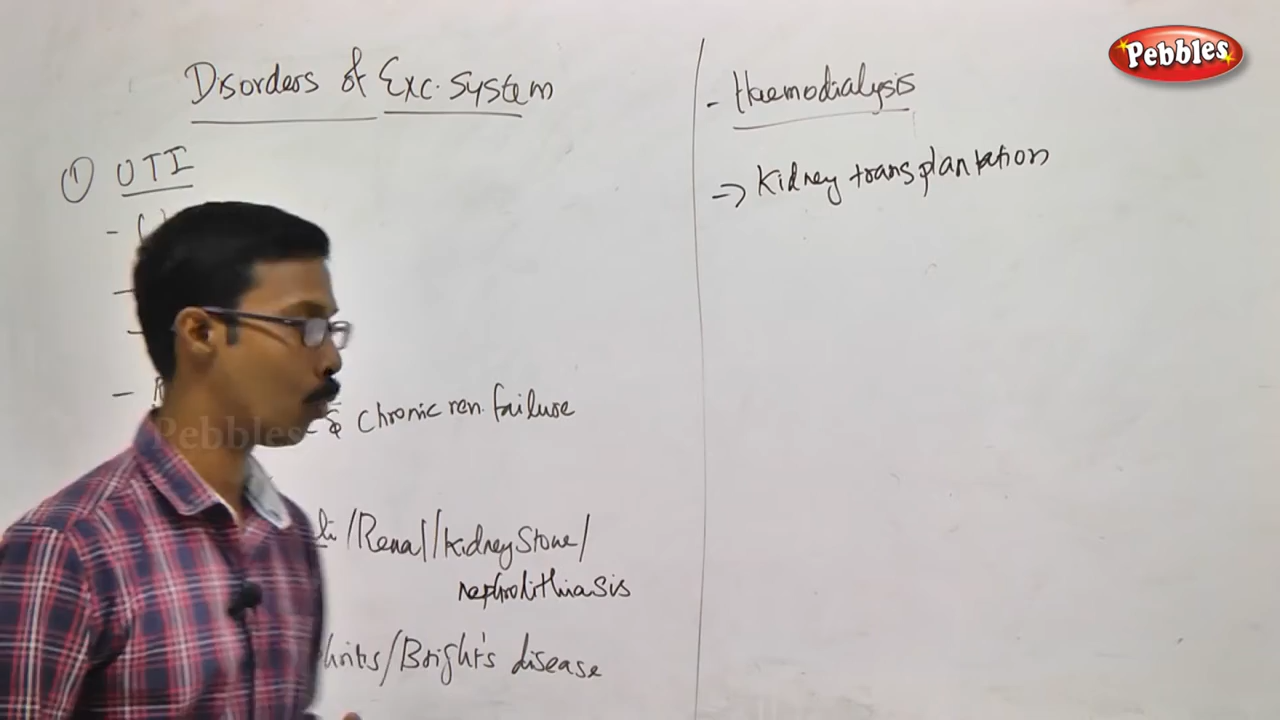 Disorders of Exc. System
① UTI
& Chronic ren. failure
/Renal/Kidney Stone/
nephrolithiasis
/Bright's disease
- Haemodialysis
=> Kidney transplantation
Pebbles
Pebbles